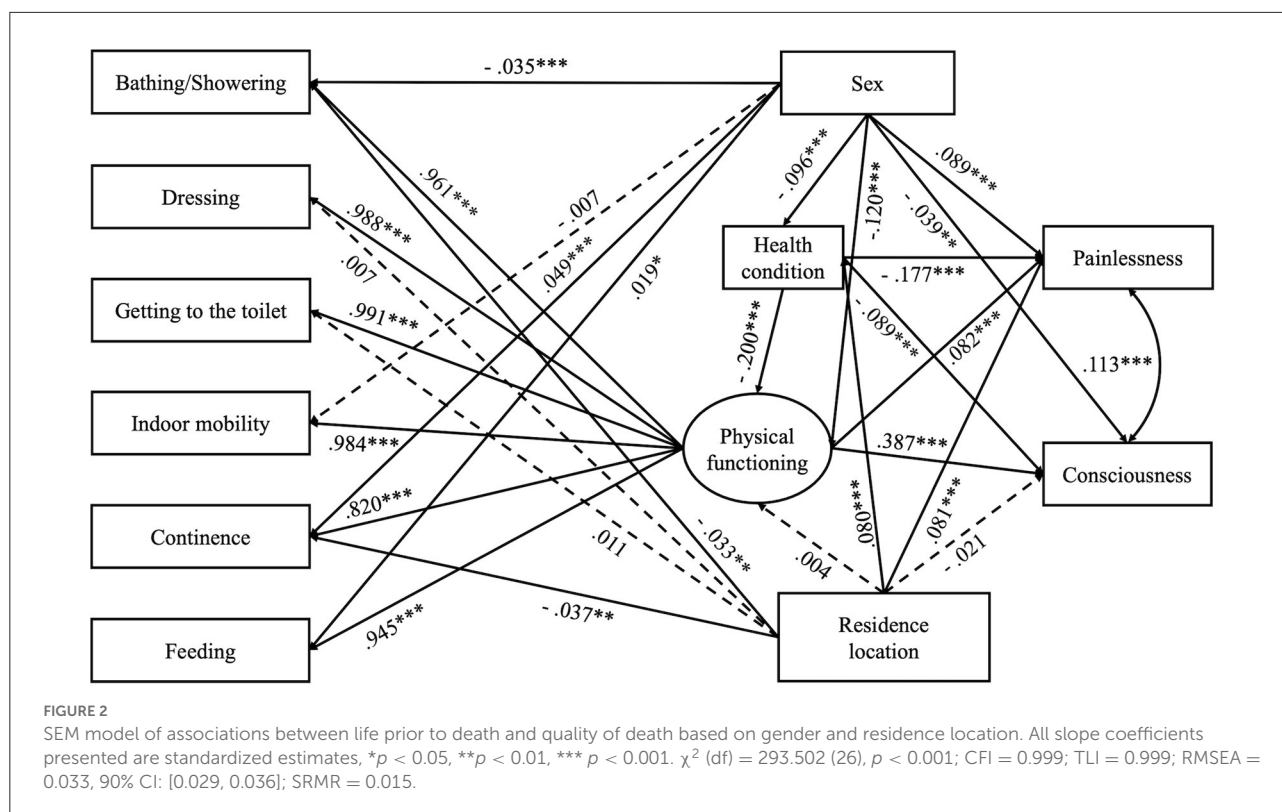 - .035***
Bathing/Showering
Sex
Dressing
.961***
- .007
- .096***
.089***
- .120***
- .039**
.988***
.049***
.019*
Health
condition
Painlessness
.007
- .177***
Getting to the toilet
.991***
- .200***
- .089***
.082***
.113***
Indoor mobility
.984***
Physical
functioning
.387***
Consciousness
.820***
Continence
.011
- .033**
.004
.080***
.081***
- .021
- .037**
Residence
location
Feeding
.945***
FIGURE 2
SEM model of associations between life prior to death and quality of death based on gender and residence location. All slope coefficients
presented are standardized estimates, *p < 0.05, **p < 0.01, *** p < 0.001. χ² (df) = 293.502 (26), p < 0.001; CFI = 0.999; TLI = 0.999; RMSEA =
0.033, 90% CI: [0.029, 0.036]; SRMR = 0.015.